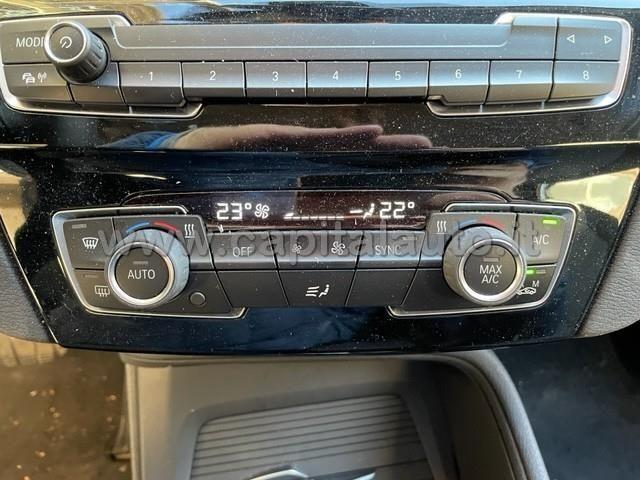 MODE
1 2 3 4 5 6 7 8
23° 22°
www.capitalauto.it
OFF SYNC A/C
AUTO MAX A/C M